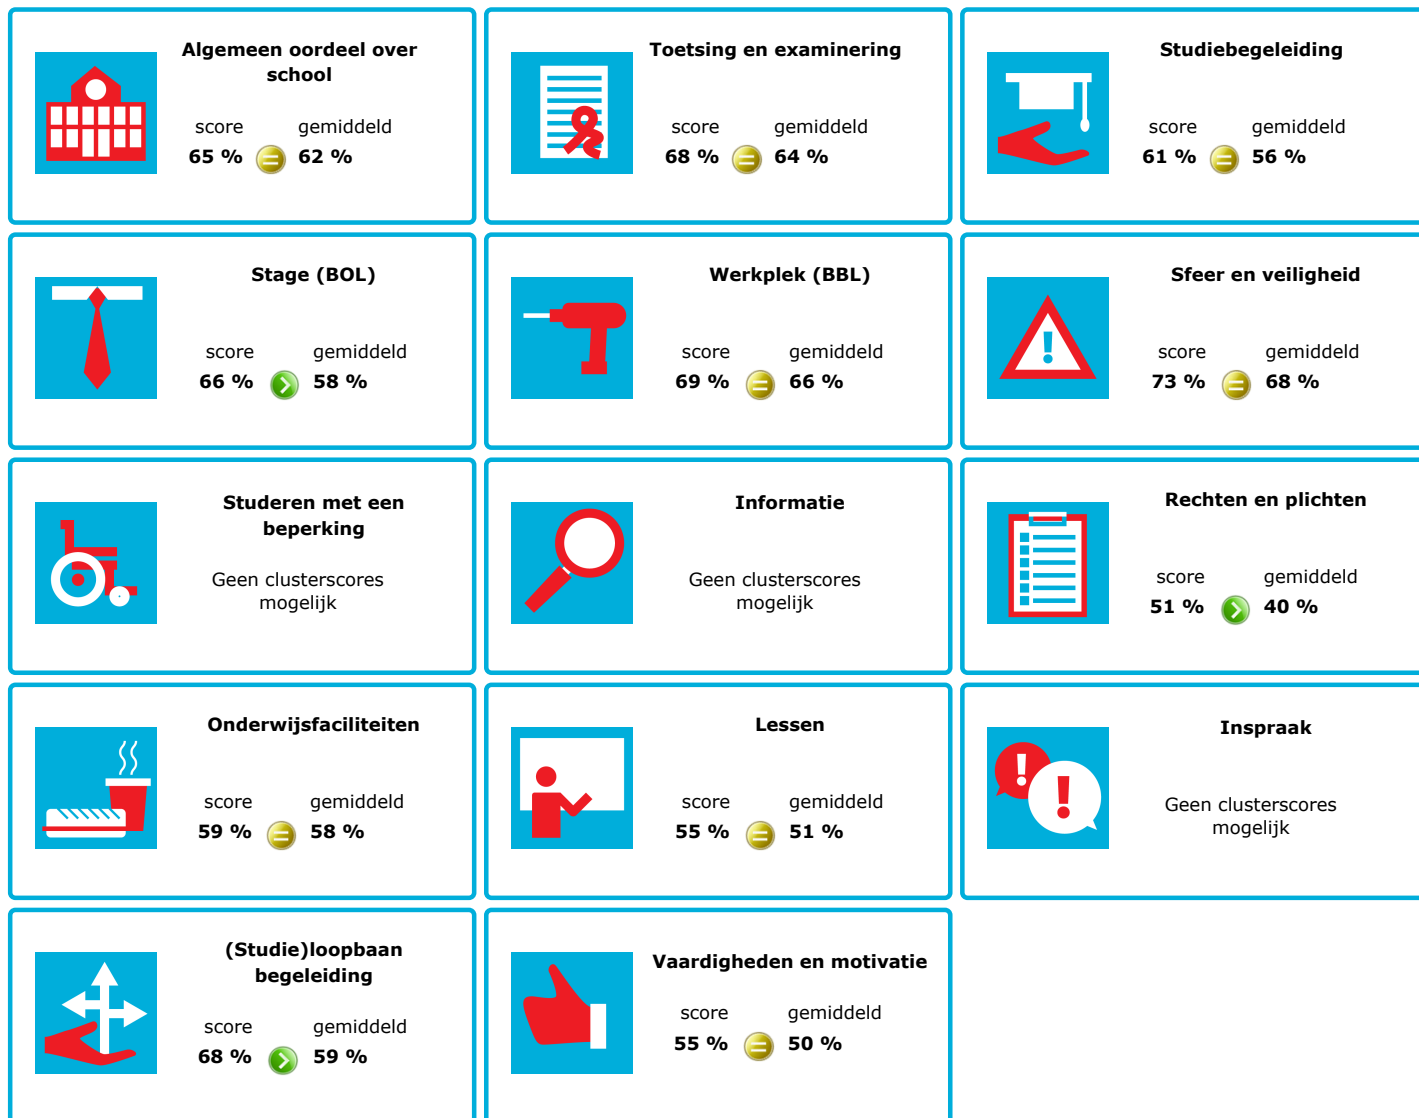 Algemeen oordeel over
school
score gemiddeld
65 % 62 %
Toetsing en examinering
score gemiddeld
68 % 64 %
Studiebegeleiding
score gemiddeld
61 % 56 %
Stage (BOL)
score gemiddeld
66 % 58 %
Werkplek (BBL)
score gemiddeld
69 % 66 %
Sfeer en veiligheid
score gemiddeld
73 % 68 %
Studeren met een
beperking
Geen clusterscores
mogelijk
Informatie
Geen clusterscores
mogelijk
Rechten en plichten
score gemiddeld
51 % 40 %
Onderwijsfaciliteiten
score gemiddeld
59 % 58 %
Lessen
score gemiddeld
55 % 51 %
Inspraak
Geen clusterscores
mogelijk
(Studie)loopbaan
begeleiding
score gemiddeld
68 % 59 %
Vaardigheden en motivatie
score gemiddeld
55 % 50 %